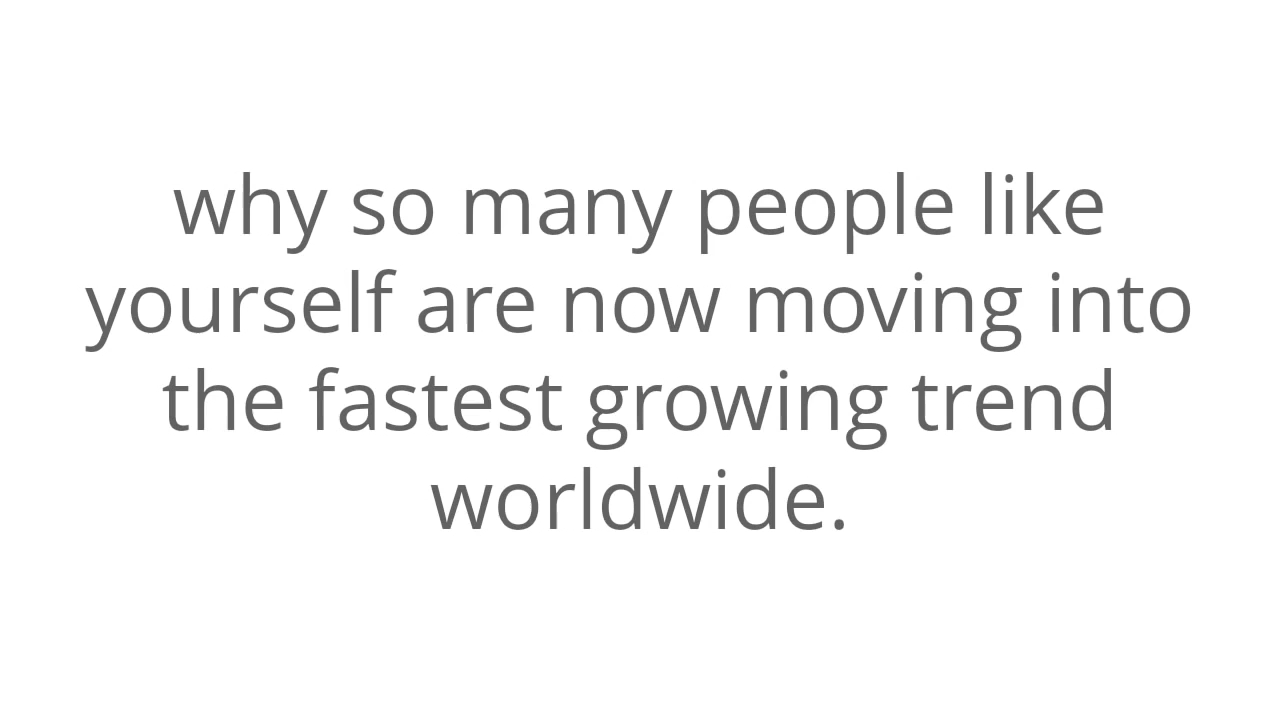 why so many people like
yourself are now moving into
the fastest growing trend
worldwide.